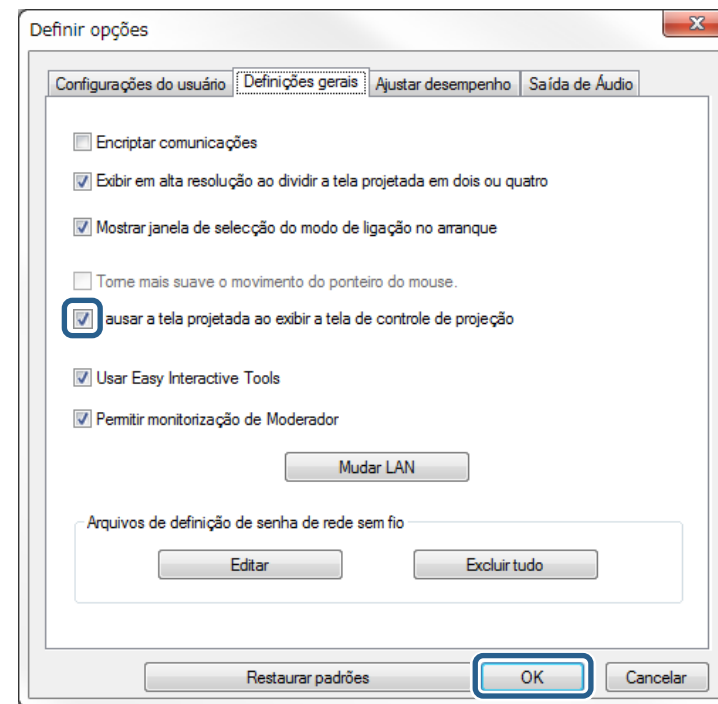 Definir opções
Configurações do usuário Definições gerais Ajustar desempenho Saída de Áudio
Encriptar comunicações
Exibir em alta resolução ao dividir a tela projetada em dois ou quatro
Mostrar janela de selecção do modo de ligação no arranque
Torne mais suave o movimento do ponteiro do mouse.
ausar a tela projetada ao exibir a tela de controle de projeção
Usar Easy Interactive Tools
Permitir monitorização de Moderador
Mudar LAN
Arquivos de definição de senha de rede sem fio
Editar Excluir tudo
Restaurar padrões OK Cancelar